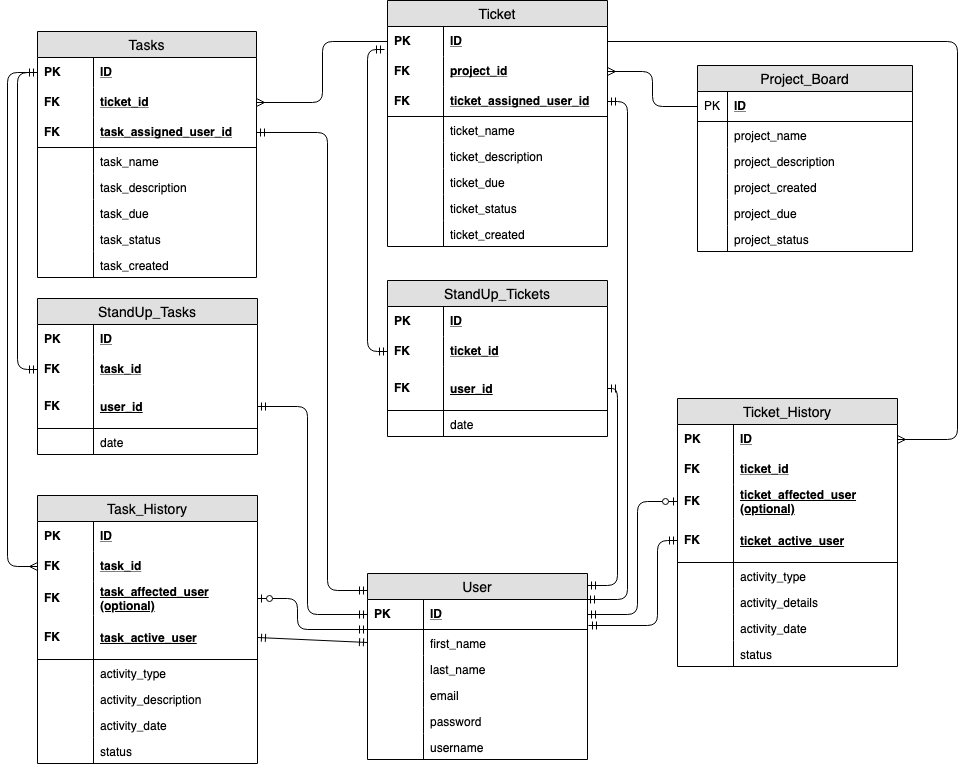 Tasks
PK ID
FK ticket_id
FK task_assigned_user_id
task_name
task_description
task_due
task_status
task_created
Ticket
PK ID
FK project_id
FK ticket_assigned_user_id
ticket_name
ticket_description
ticket_due
ticket_status
ticket_created
Project_Board
PK ID
project_name
project_description
project_created
project_due
project_status
StandUp_Tasks
PK ID
FK task_id
FK user_id
date
StandUp_Tickets
PK ID
FK ticket_id
FK user_id
date
Ticket_History
PK ID
FK ticket_id
FK ticket_affected_user
(optional)
FK ticket_active_user
activity_type
activity_details
activity_date
status
Task_History
PK ID
FK task_id
FK task_affected_user
(optional)
FK task_active_user
activity_type
activity_description
activity_date
status
User
PK ID
first_name
last_name
email
password
username